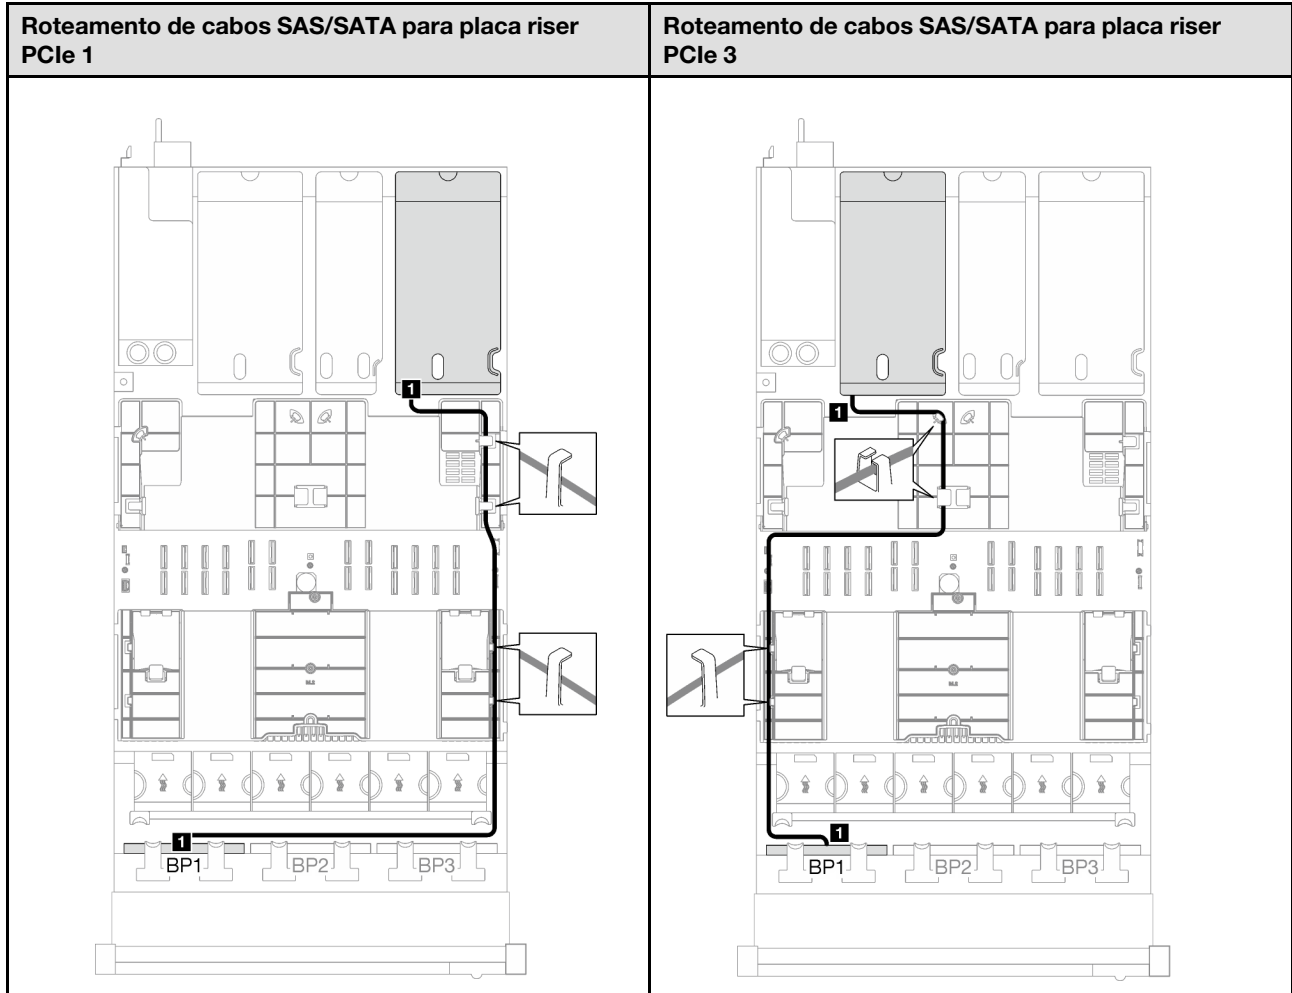 Roteamento de cabos SAS/SATA para placa riser
PCIe 1
Roteamento de cabos SAS/SATA para placa riser
PCIe 3
1
1
BP1
BP2
BP3
1
1
BP1
BP2
BP3